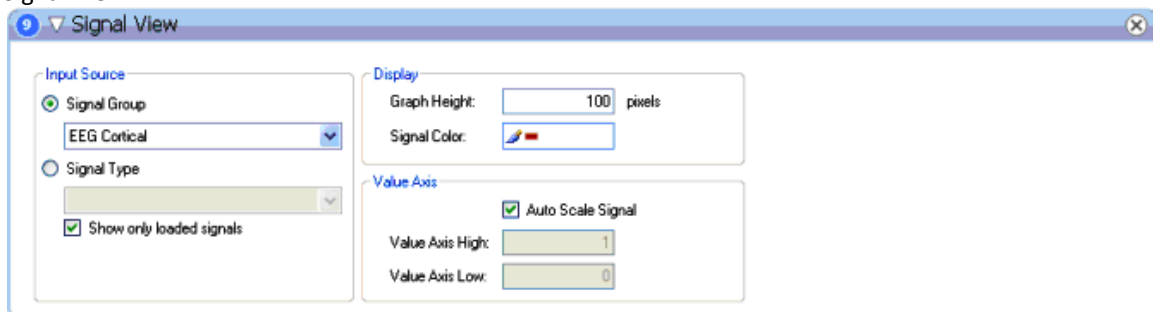 9 Signal View
Input Source
Signal Group
EEG Cortical
Signal Type
Show only loaded signals
Display
Graph Height: 100 pixels
Signal Color:
Value Axis
Auto Scale Signal
Value Axis High: 1
Value Axis Low: 0